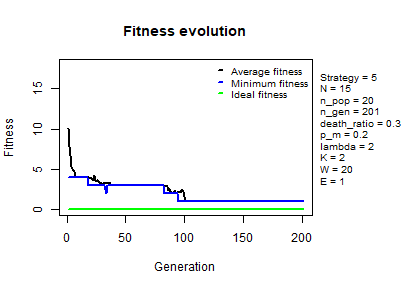 Fitness evolution
Average fitness
Minimum fitness
Ideal fitness
Strategy = 5
N = 15
n_pop = 20
n_gen = 201
death_ratio = 0.3
p_m = 0.2
lambda = 2
K = 2
W = 20
E = 1
Fitness
15
10
5
0
0 50 100 150 200
Generation